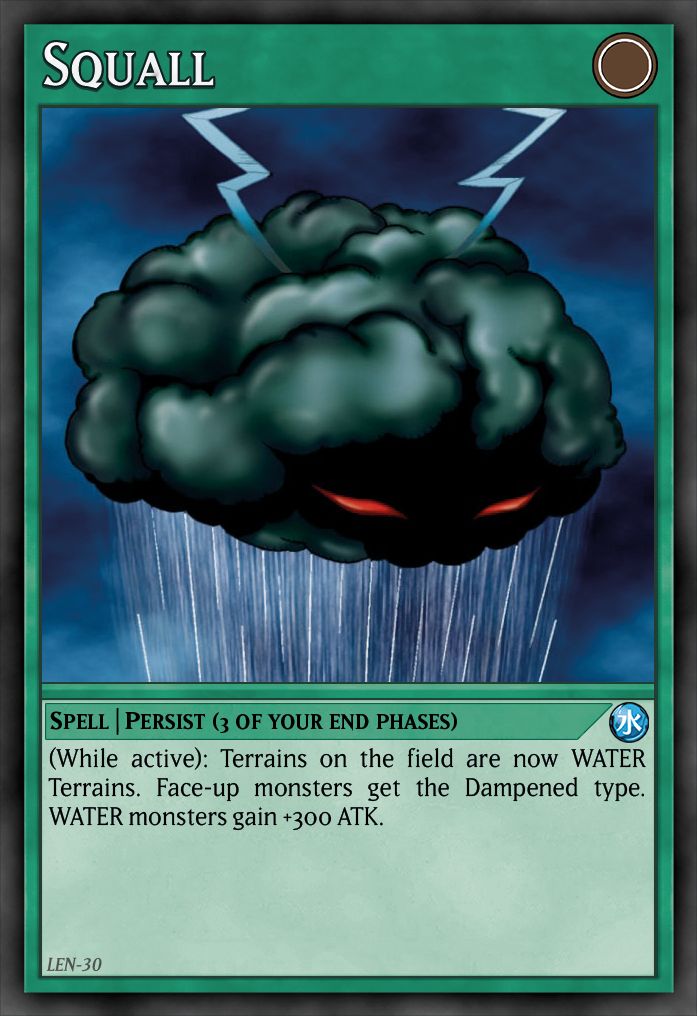 Squall
Spell | Persist (3 of your end phases)
水
(While active): Terrains on the field are now WATER
Terrains. Face-up monsters get the Dampened type.
WATER monsters gain +300 ATK.
LEN-30